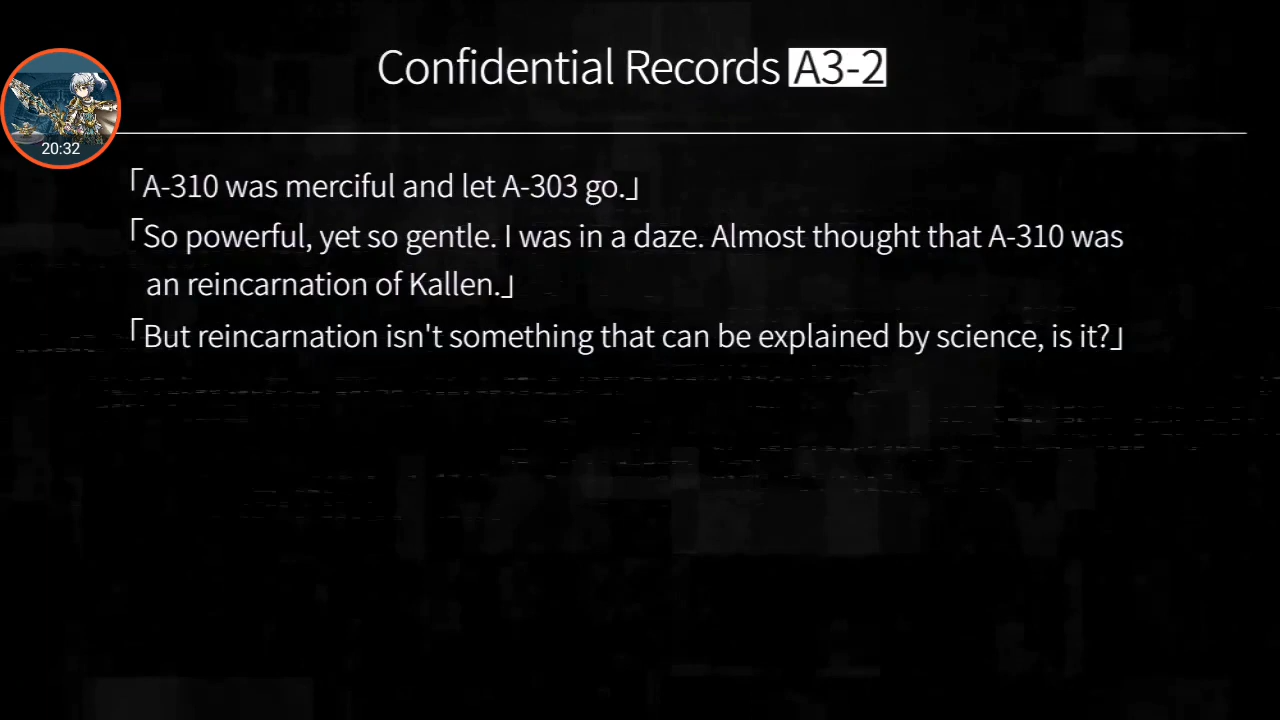 Confidential Records A3-2
20:32
「A-310 was merciful and let A-303 go.」
「So powerful, yet so gentle. I was in a daze. Almost thought that A-310 was
an reincarnation of Kallen.」
「But reincarnation isn't something that can be explained by science, is it?」